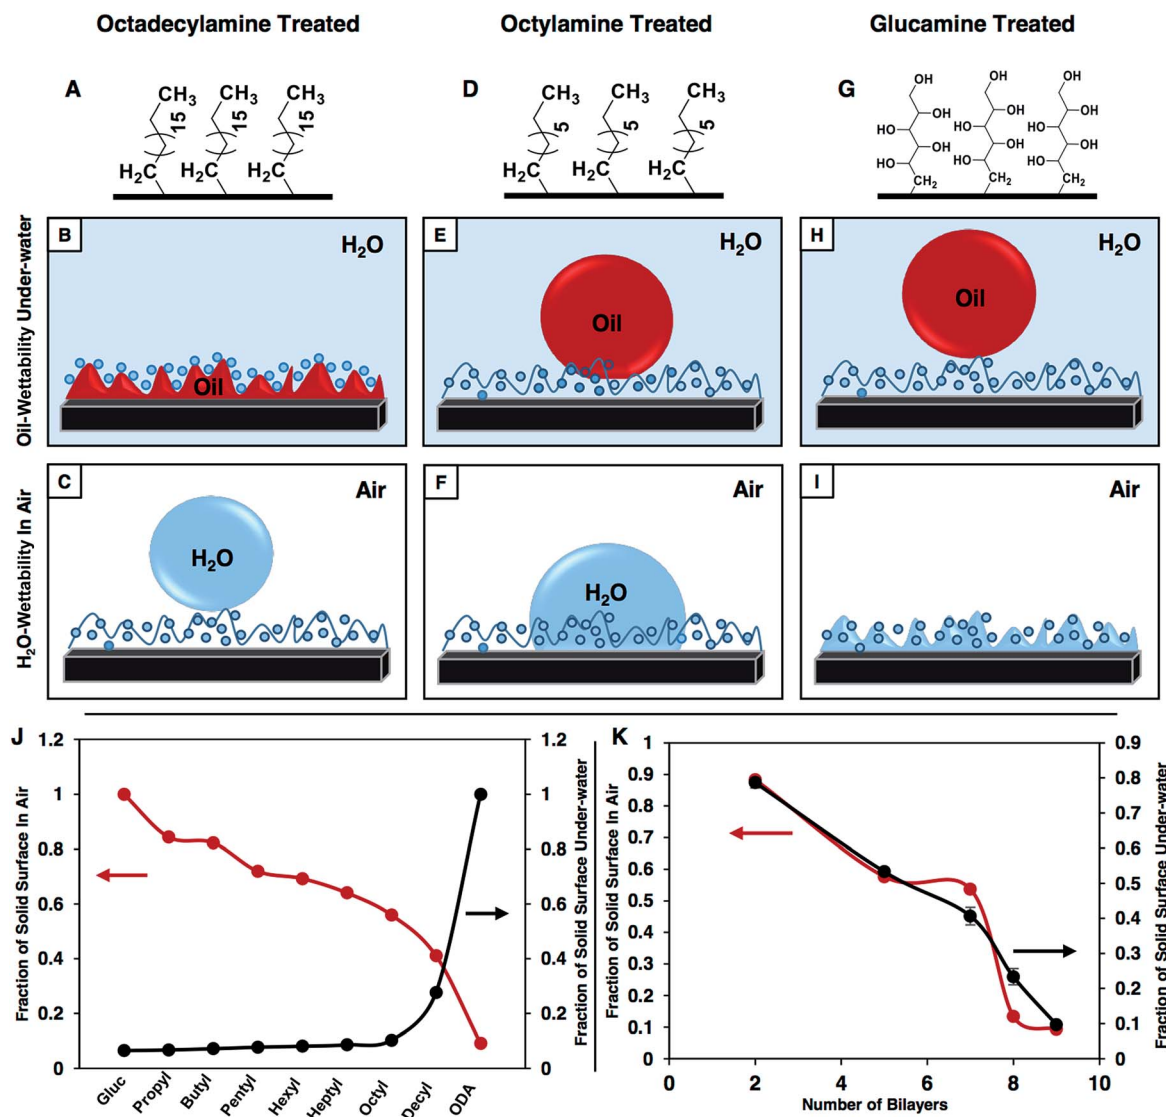 Octadecylamine Treated
Octylamine Treated
Glucamine Treated
A
CH3 CH3 CH3
15 15 15
H2C H2C H2C
D
CH3 CH3 CH3
5 5 5
H2C H2C H2C
G
OH OH OH
OH OH OH
HO HO HO
OH OH OH
HO HO HO
CH2 CH2 CH2
Oil-Wettability Under-water
B
H2O
Oil
E
H2O
Oil
H
H2O
Oil
H2O-Wettability In Air
C
Air
H2O
F
Air
H2O
I
Air
J
Fraction of Solid Surface In Air
1.2
1
0.8
0.6
0.4
0.2
0
1.2
1
0.8
0.6
0.4
0.2
0
Fraction of Solid Surface Under-water
Gluc
Propyl
Butyl
Pentyl
Hexyl
Heptyl
Octyl
Decyl
ODA
K
Fraction of Solid Surface In Air
1
0.9
0.8
0.7
0.6
0.5
0.4
0.3
0.2
0.1
0
0.9
0.8
0.7
0.6
0.5
0.4
0.3
0.2
0.1
0
Fraction of Solid Surface Under-water
0 2 4 6 8 10
Number of Bilayers